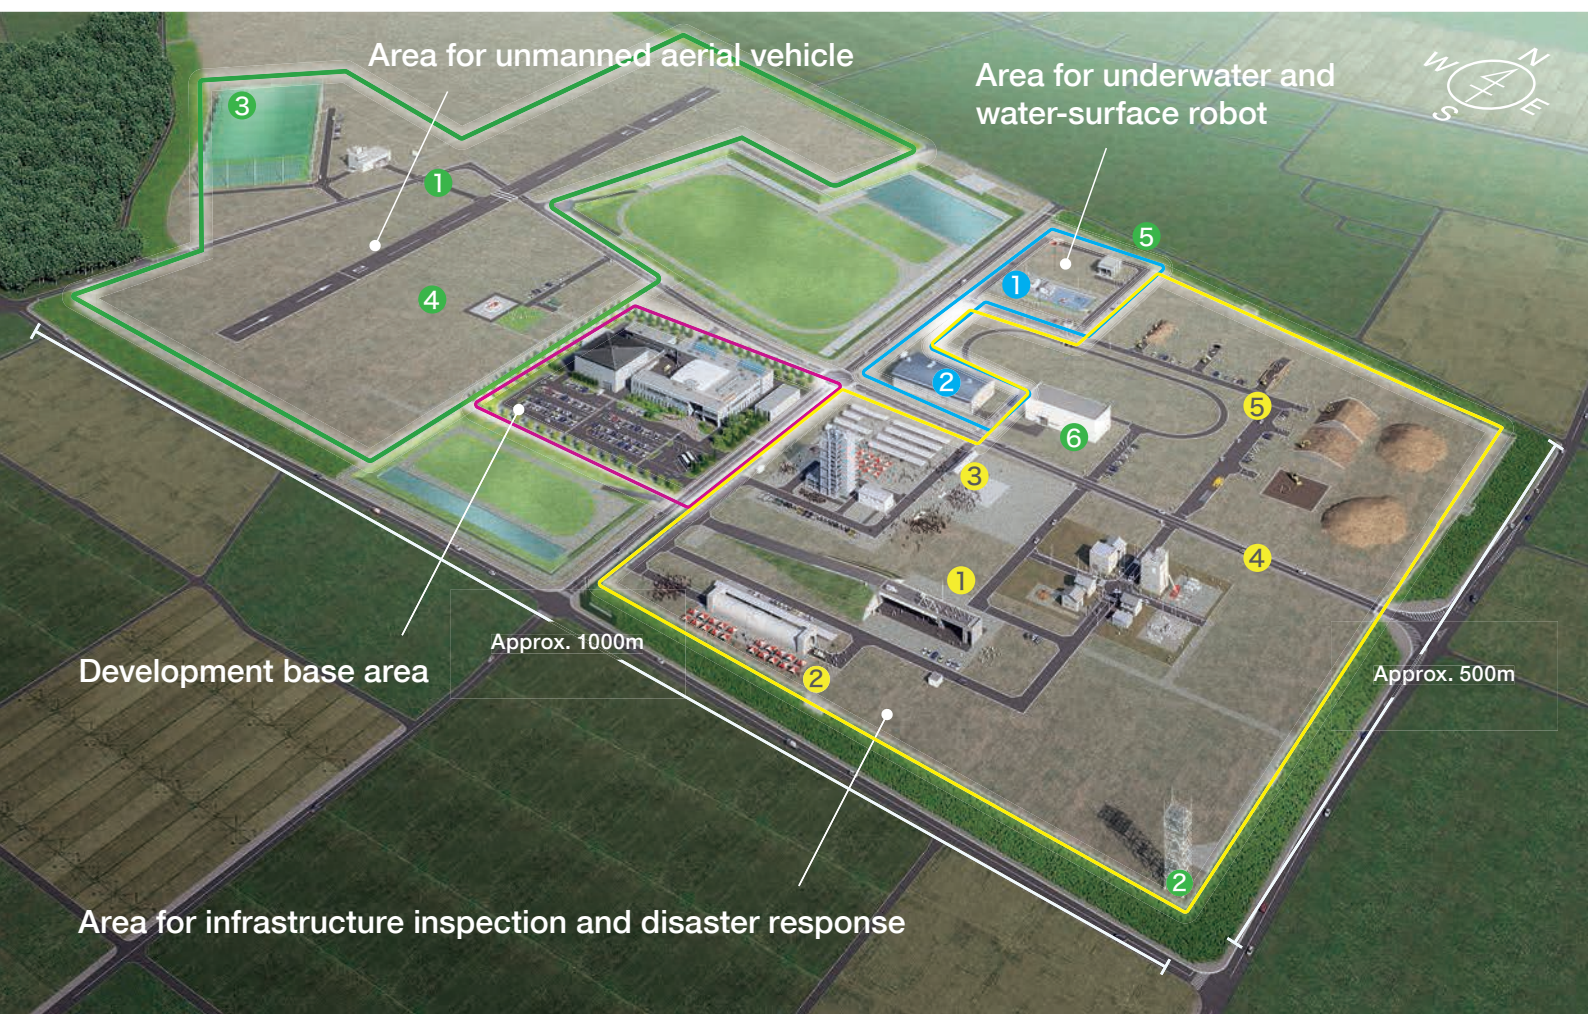 Area for unmanned aerial vehicle
Area for underwater and
water-surface robot
N
W
E
S
3
1
5
4
1
2
5
6
3
4
1
Approx. 1000m
Development base area
2
Approx. 500m
2
Area for infrastructure inspection and disaster response